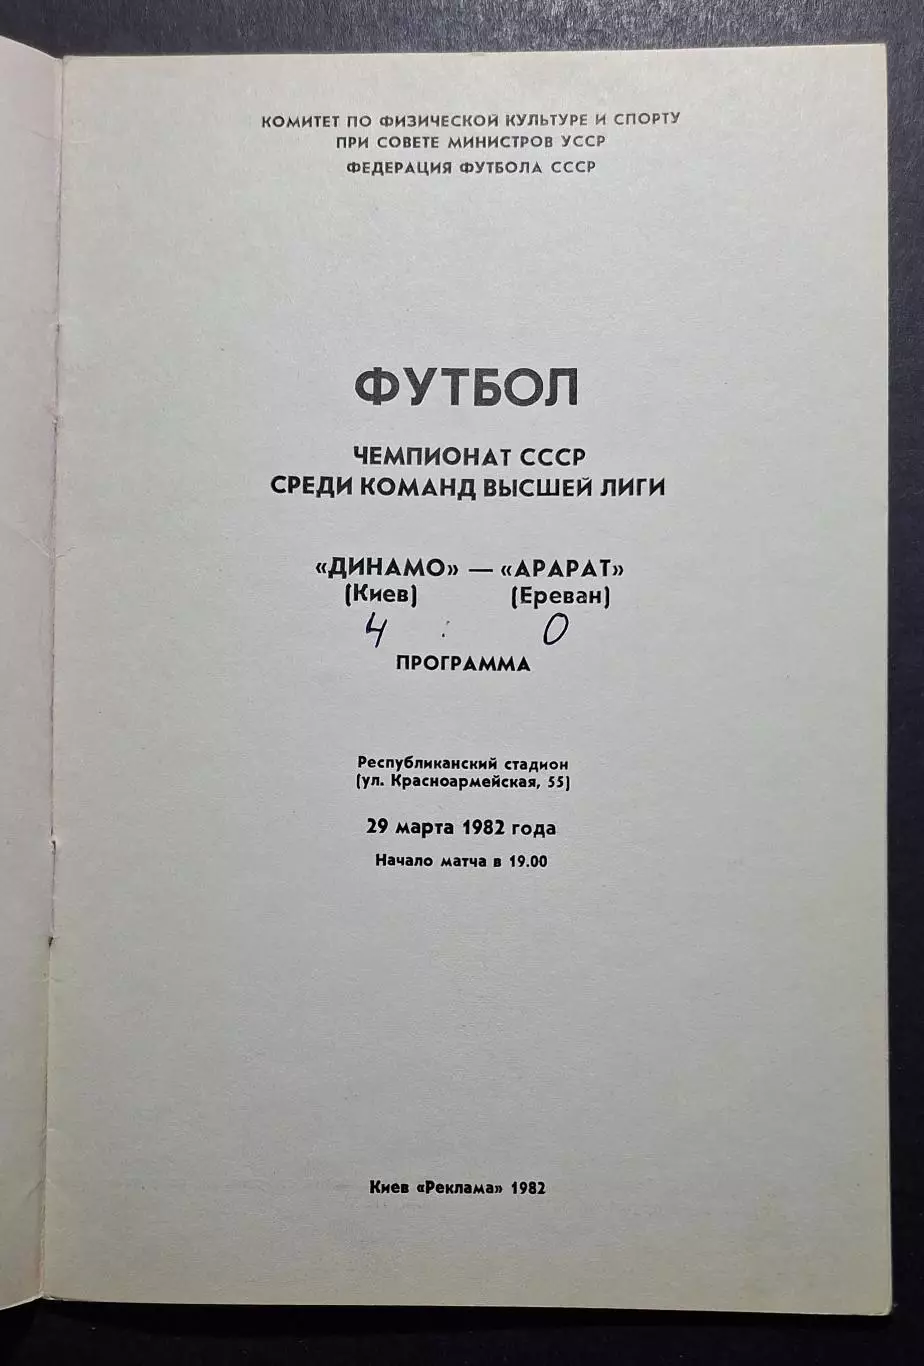 КОМИТЕТ ПО ФИЗИЧЕСКОЙ КУЛЬТУРЕ И СПОРТУ
ПРИ СОВЕТЕ МИНИСТРОВ УССР
ФЕДЕРАЦИЯ ФУТБОЛА СССР
ФУТБОЛ
ЧЕМПИОНАТ СССР
СРЕДИ КОМАНД ВЫСШЕЙ ЛИГИ
«ДИНАМО» — «АРАРАТ»
(Киев) (Ереван)
4 : 0
ПРОГРАММА
Республиканский стадион
(ул. Красноармейская, 55)
29 марта 1982 года
Начало матча в 19.00
Киев «Реклама» 1982